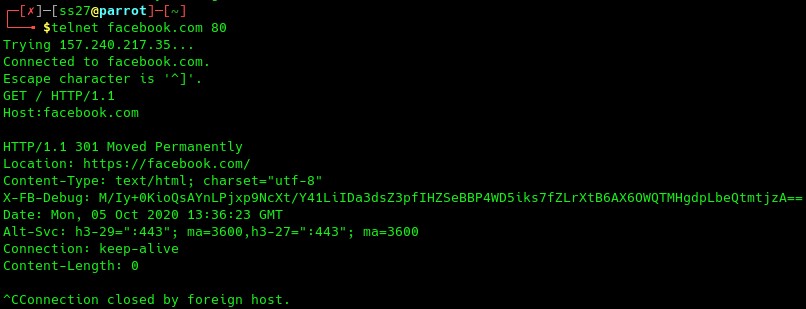 ┌─[✗]─[ss27@parrot]─[~]
└──╼ $telnet facebook.com 80
Trying 157.240.217.35...
Connected to facebook.com.
Escape character is '^]'.
GET / HTTP/1.1
Host:facebook.com

HTTP/1.1 301 Moved Permanently
Location: https://facebook.com/
Content-Type: text/html; charset="utf-8"
X-FB-Debug: M/Iy+0KioQsAYnLPjxp9NcXt/Y41LiIDa3dsZ3pfIHZSeBBP4WD5iks7fZLrXtB6AX6OWQTMHgdpLbeQtmtjzA==
Date: Mon, 05 Oct 2020 13:36:23 GMT
Alt-Svc: h3-29=":443"; ma=3600,h3-27=":443"; ma=3600
Connection: keep-alive
Content-Length: 0

^CConnection closed by foreign host.